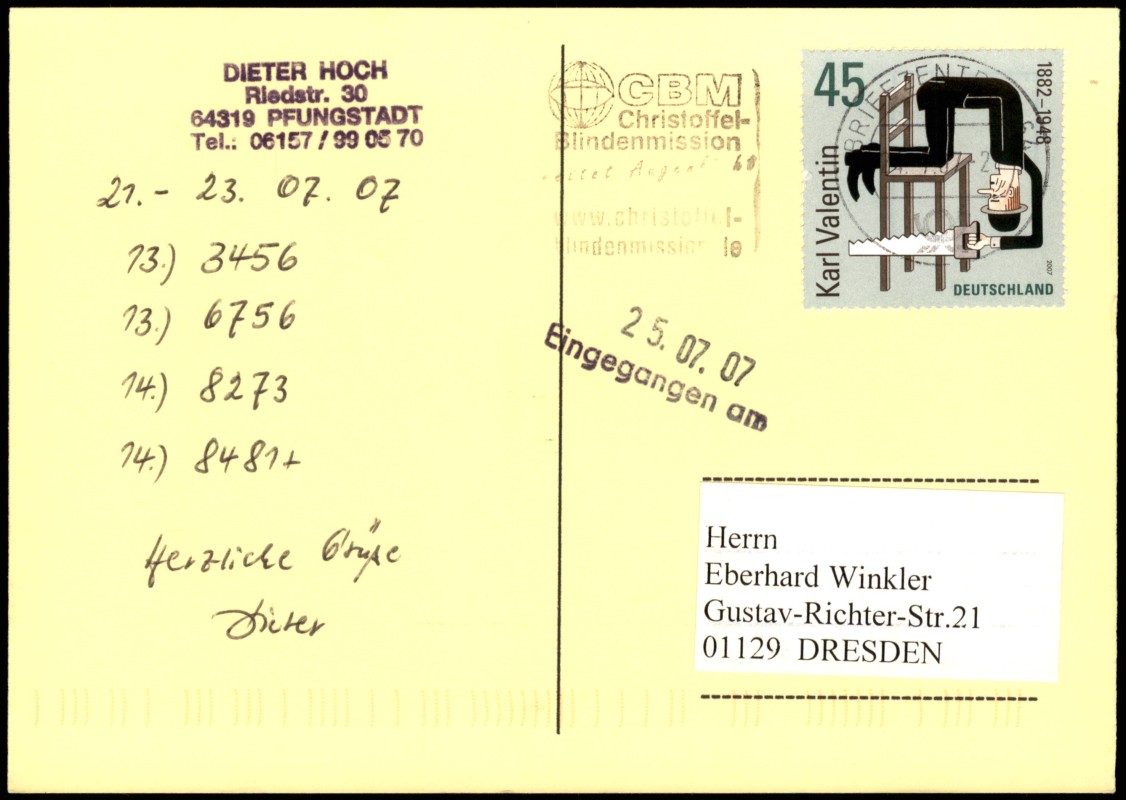 DIETER HOCH
Riedstr. 30
64319 PFUNGSTADT
Tel.: 06157/99 05 70
21.- 23. 07. 07
13.) 3456
13.) 6756
14.) 8273
14.) 8481+
Herzliche Grüße
Dieter
CBM
Christoffel-
Blindenmission
www.christoffel-
blindenmission
45
1882–1948
Karl Valentin
2007
DEUTSCHLAND
BRIEFZENT
25.07.07
Eingegangen am
Herrn
Eberhard Winkler
Gustav-Richter-Str.21
01129 DRESDEN